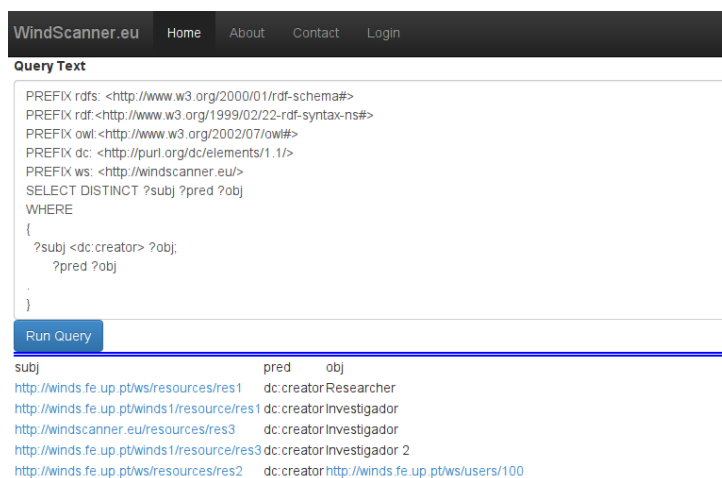 WindScanner.eu Home About Contact Login
Query Text
PREFIX rdfs: <http://www.w3.org/2000/01/rdf-schema#>
PREFIX rdf:<http://www.w3.org/1999/02/22-rdf-syntax-ns#>
PREFIX owl:<http://www.w3.org/2002/07/owl#>
PREFIX dc: <http://purl.org/dc/elements/1.1/>
PREFIX ws: <http://windscanner.eu/>
SELECT DISTINCT ?subj ?pred ?obj
WHERE
{
?subj <dc:creator> ?obj;
?pred ?obj
.
}
Run Query
subj pred obj
http://winds.fe.up.pt/ws/resources/res1 dc:creator Researcher
http://winds.fe.up.pt/winds1/resource/res1 dc:creator Investigador
http://windscanner.eu/resources/res3 dc:creator Investigador
http://winds.fe.up.pt/winds1/resource/res3 dc:creator Investigador 2
http://winds.fe.up.pt/ws/resources/res2 dc:creator http://winds.fe.up.pt/ws/users/100